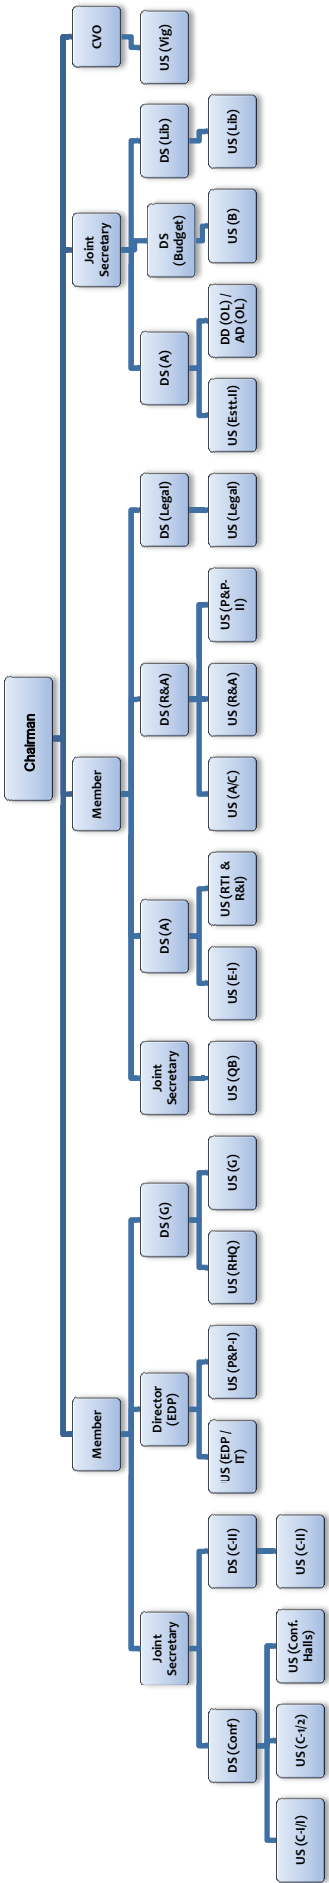 Chairman
Member
Joint
Secretary
DS (Conf)
US (C-I/I)
US (C-1/2)
US (Conf.
Halls)
DS (C-II)
US (C-II)
Director
(EDP)
US (EDP /
IT)
US (P&P-I)
DS (G)
US (RHQ)
US (G)
Member
Joint
Secretary
US (QB)
DS (A)
US (E-I)
US (RTI &
R&I)
DS (R&A)
US (A/C)
US (R&A)
US (P&P-
II)
DS (Legal)
US (Legal)
Joint
Secretary
DS (A)
US (Estt.II)
DD (OL) /
AD (OL)
DS
(Budget)
US (B)
DS (Lib)
US (Lib)
CVO
US (Vig)